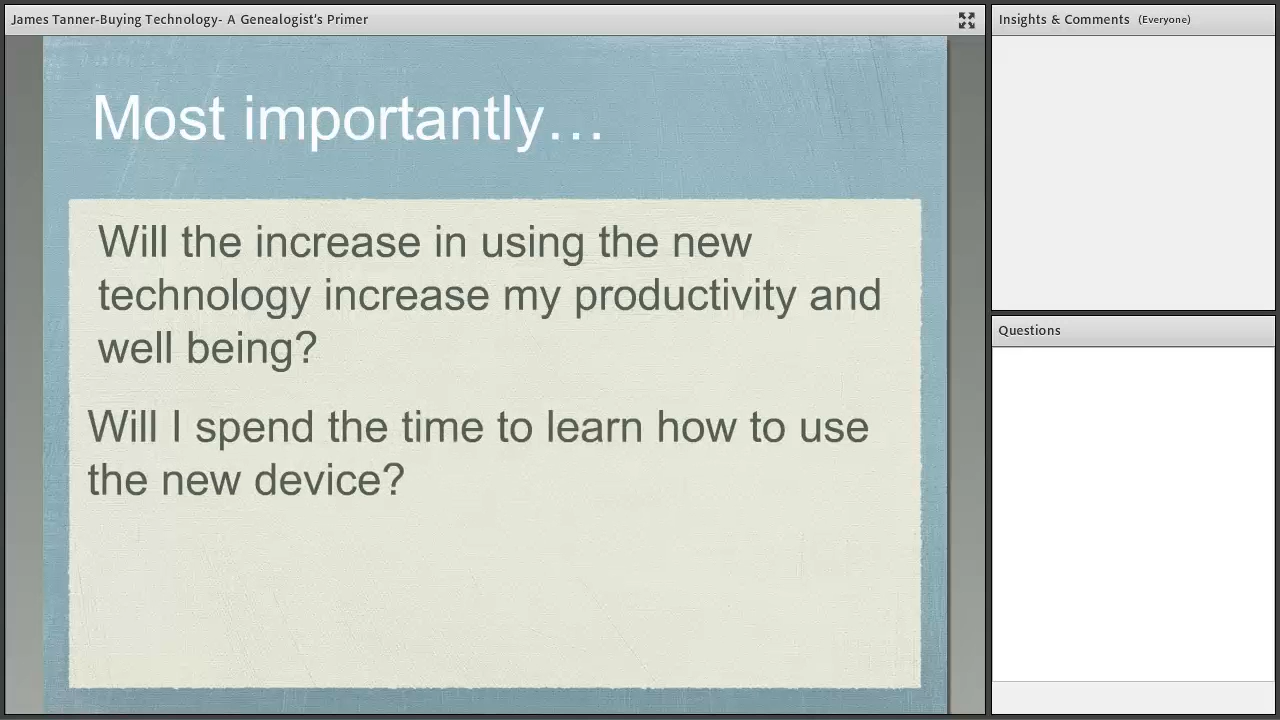 James Tanner-Buying Technology- A Genealogist's Primer
Insights & Comments (Everyone)
Most importantly…
Will the increase in using the new
technology increase my productivity and
well being?
Will I spend the time to learn how to use
the new device?
Questions